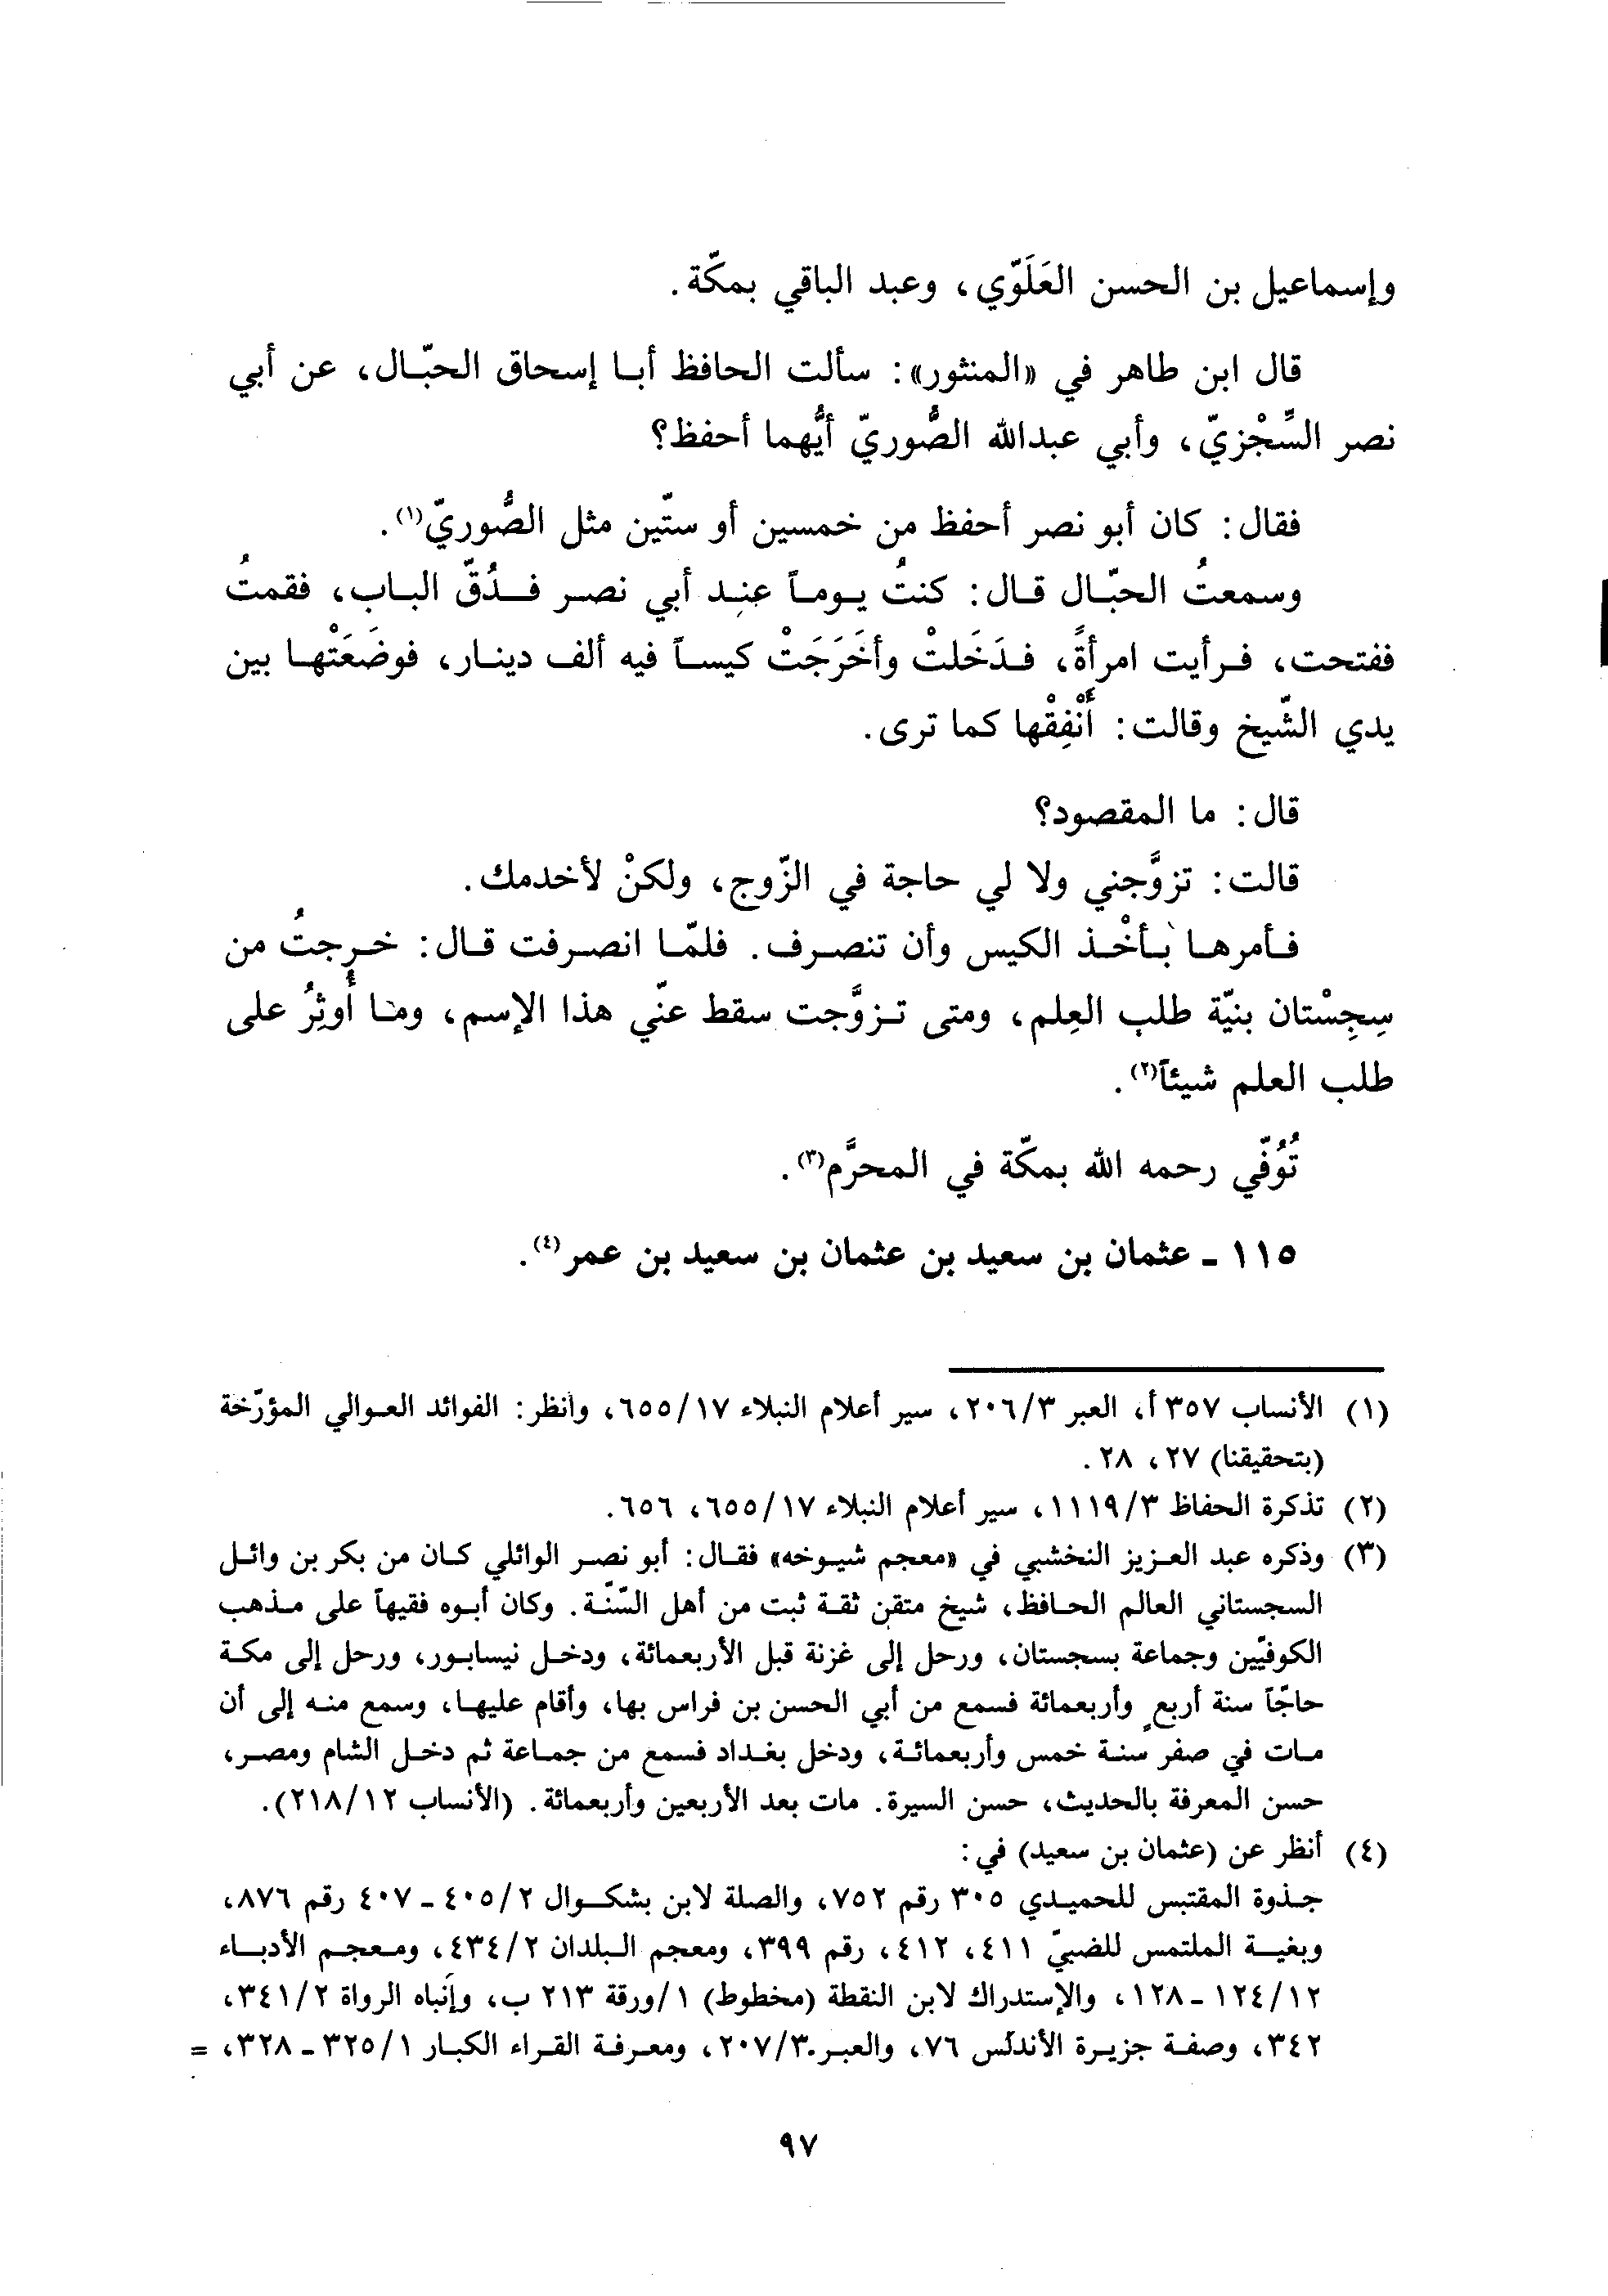 وإسماعيل بن الحسن العَلَوّي، وعبد الباقي بمكّة.
قال ابن طاهر في «المنثور»: سألت الحافظ أبا إسحاق الحبّال، عن أبي
نصر السِّجْزيّ، وأبي عبدالله الصُّوريّ أيُّهما أحفظ؟
فقال: كان أبو نصر أحفظ من خمسين أو ستّين مثل الصُّوريّ(١).
وسمعتُ الحبّال قال: كنتُ يوماً عند أبي نصر فدُقّ الباب، فقمتُ
ففتحت، فرأيت امرأةً، فدَخَلتْ وأخَرَجَتْ كيساً فيه ألف دينار، فوضَعَتْها بين
يدي الشّيخ وقالت: أَنْفِقْها كما ترى.
قال: ما المقصود؟
قالت: تزوَّجني ولا لي حاجة في الزّوج، ولكنْ لأخدمك.
فأمرها بأخْذ الكيس وأن تنصرف. فلمّا انصرفت قال: خرجتُ من
سِجِسْتان بنيّة طلب العِلم، ومتى تزوَّجت سقط عنّي هذا الإسم، وما أُوثِرُ على
طلب العلم شيئاً(٢).
تُوُفّي رحمه الله بمكّة في المحرَّم(٣).
١١٥ ـ عثمان بن سعيد بن عثمان بن سعيد بن عمر(٤).
(١) الأنساب ٣٥٧ أ، العبر ٢٠٦/٣، سير أعلام النبلاء ٦٥٥/١٧، وانظر: الفوائد العوالي المؤرّخة
(بتحقيقنا) ٢٧، ٢٨.
(٢) تذكرة الحفاظ ١١١٩/٣، سير أعلام النبلاء ٦٥٥/١٧، ٦٥٦.
(٣) وذكره عبد العزيز النخشبي في «معجم شيوخه» فقال: أبو نصر الوائلي كان من بكر بن وائل
السجستاني العالم الحافظ، شيخ متقن ثقة ثبت من أهل السّنّة. وكان أبوه فقيهاً على مذهب
الكوفيّين وجماعة بسجستان، ورحل إلى غزنة قبل الأربعمائة، ودخل نيسابور، ورحل إلى مكة
حاجّاً سنة أربع وأربعمائة فسمع من أبي الحسن بن فراس بها، وأقام عليها، وسمع منه إلى أن
مات في صفر سنة خمس وأربعمائة، ودخل بغداد فسمع من جماعة ثم دخل الشام ومصر،
حسن المعرفة بالحديث، حسن السيرة. مات بعد الأربعين وأربعمائة. (الأنساب ٢١٨/١٢).
(٤) أنظر عن (عثمان بن سعيد) في:
جذوة المقتبس للحميدي ٣٠٥ رقم ٧٥٢، والصلة لابن بشكوال ٤٠٥/٢ ـ ٤٠٧ رقم ٨٧٦،
وبغية الملتمس للضبيّ ٤١١، ٤١٢، رقم ٣٩٩، ومعجم البلدان ٤٣٤/٢، ومعجم الأدباء
١٢٤/١٢ ـ ١٢٨، والإستدراك لابن النقطة (مخطوط) ١/ورقة ٢١٣ ب، وإنباه الرواة ٣٤١/٢،
٣٤٢، وصفة جزيرة الأندلس ٧٦، والعبر ٢٠٧/٣، ومعرفة القراء الكبار ٣٢٥/١ ـ ٣٢٨، =
٩٧